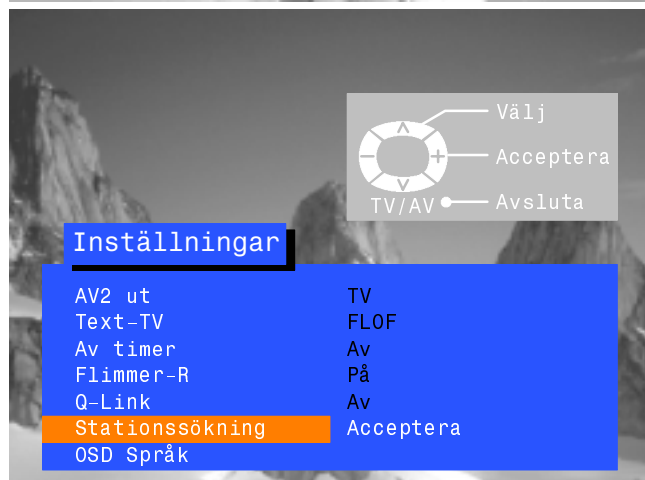 Välj
Acceptera
TV/AV Avsluta
Inställningar
AV2 ut TV
Text-TV FLOF
Av timer Av
Flimmer-R På
Q-Link Av
Stationssökning Acceptera
OSD Språk